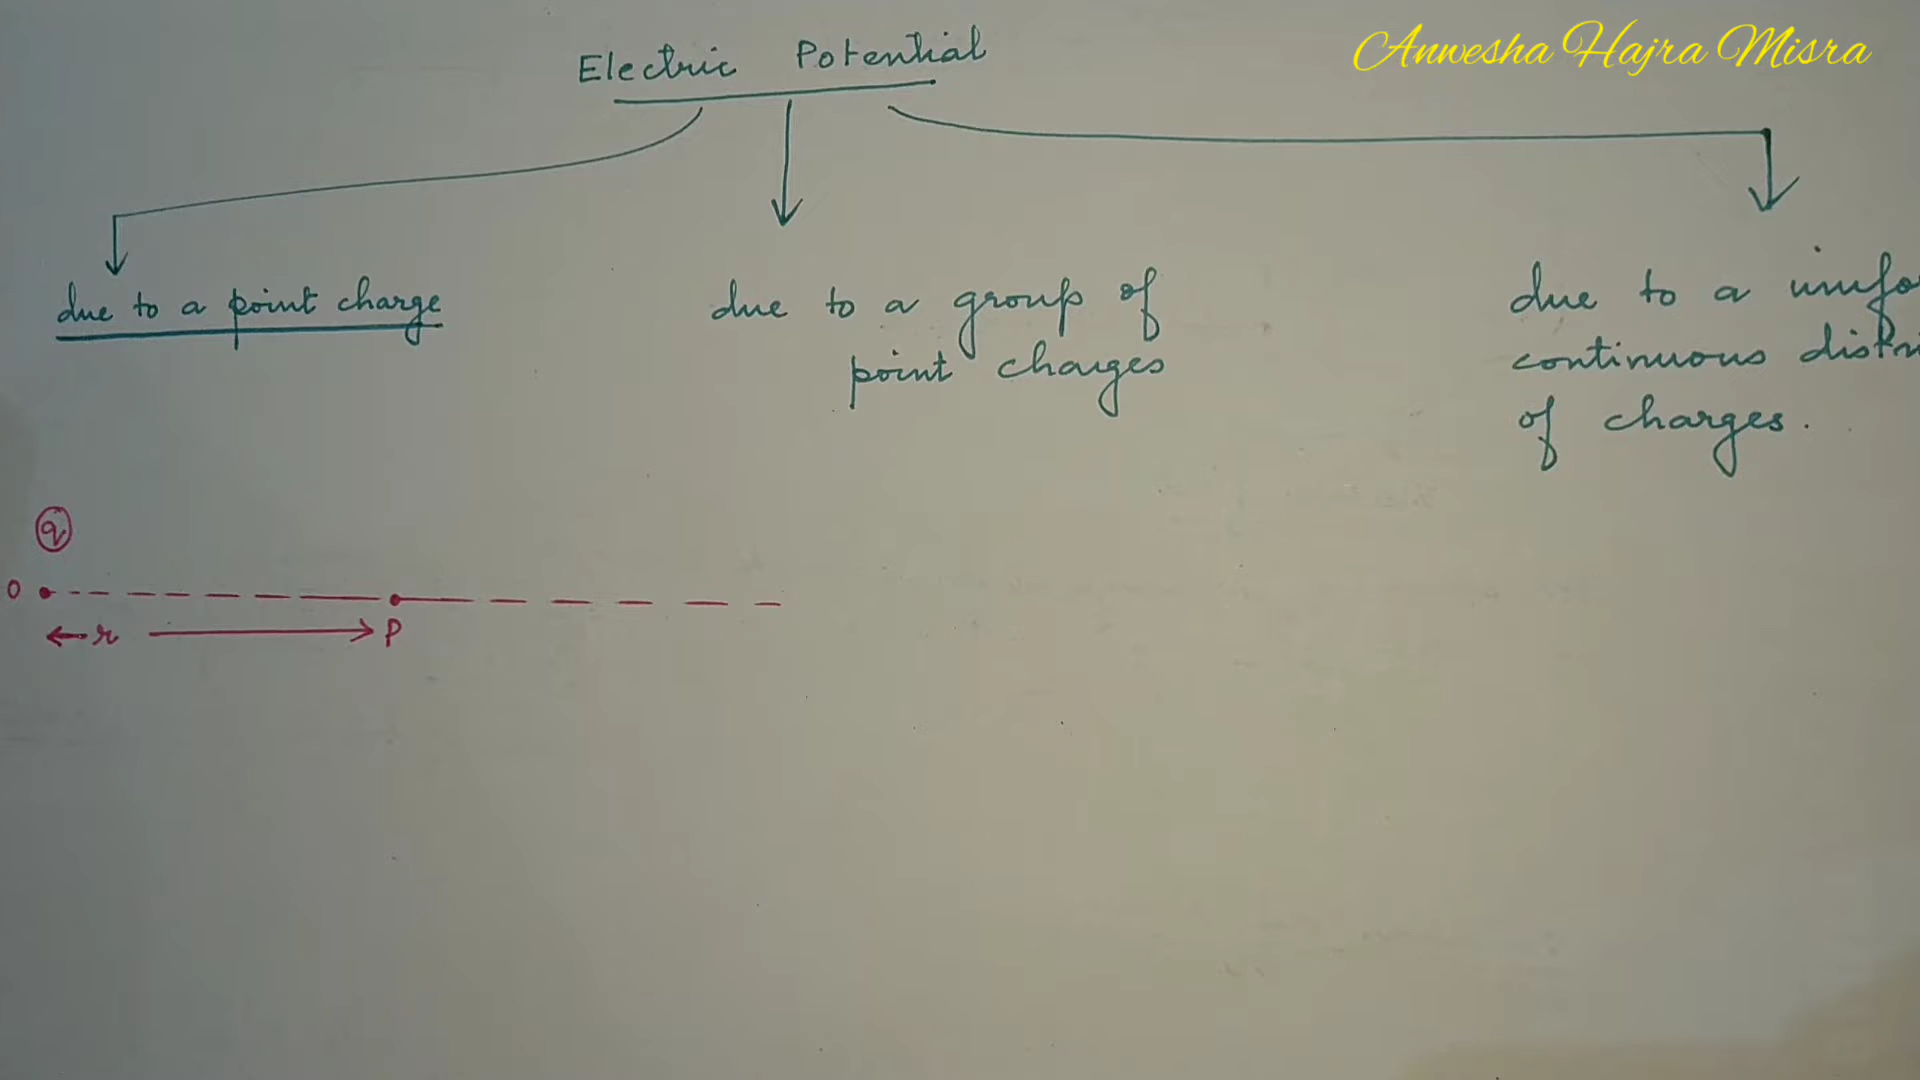 Electric Potential
Anwesha Hajra Misra
due to a point charge
due to a group of
point charges
due to a
continuous
of charges.
q
O
r
P